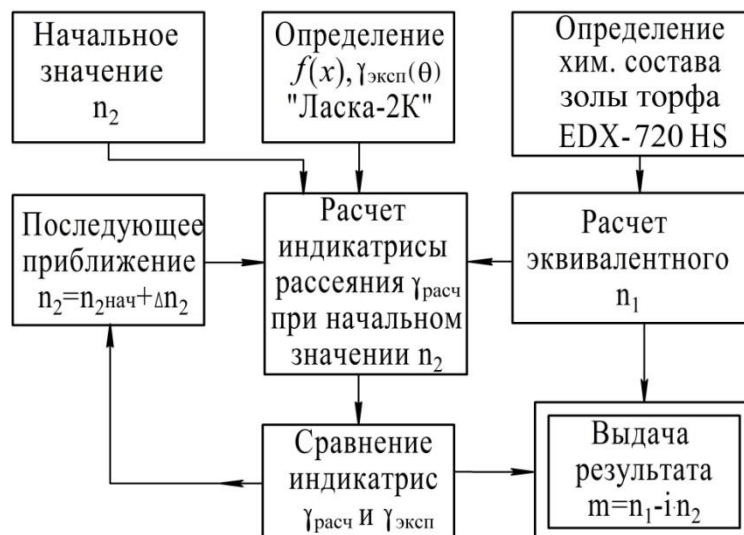 Начальное
значение
n₂
Определение
f(x), γэксп(θ)
"Ласка-2К"
Определение
хим. состава
золы торфа
EDX-720 HS
Последующее
приближение
n₂=n₂нач+Δn₂
Расчет
индикатрисы
рассеяния γрасч
при начальном
значении n₂
Расчет
эквивалентного
n₁
Сравнение
индикатрис
γрасч и γэксп
Выдача
результата
m=n₁-i·n₂